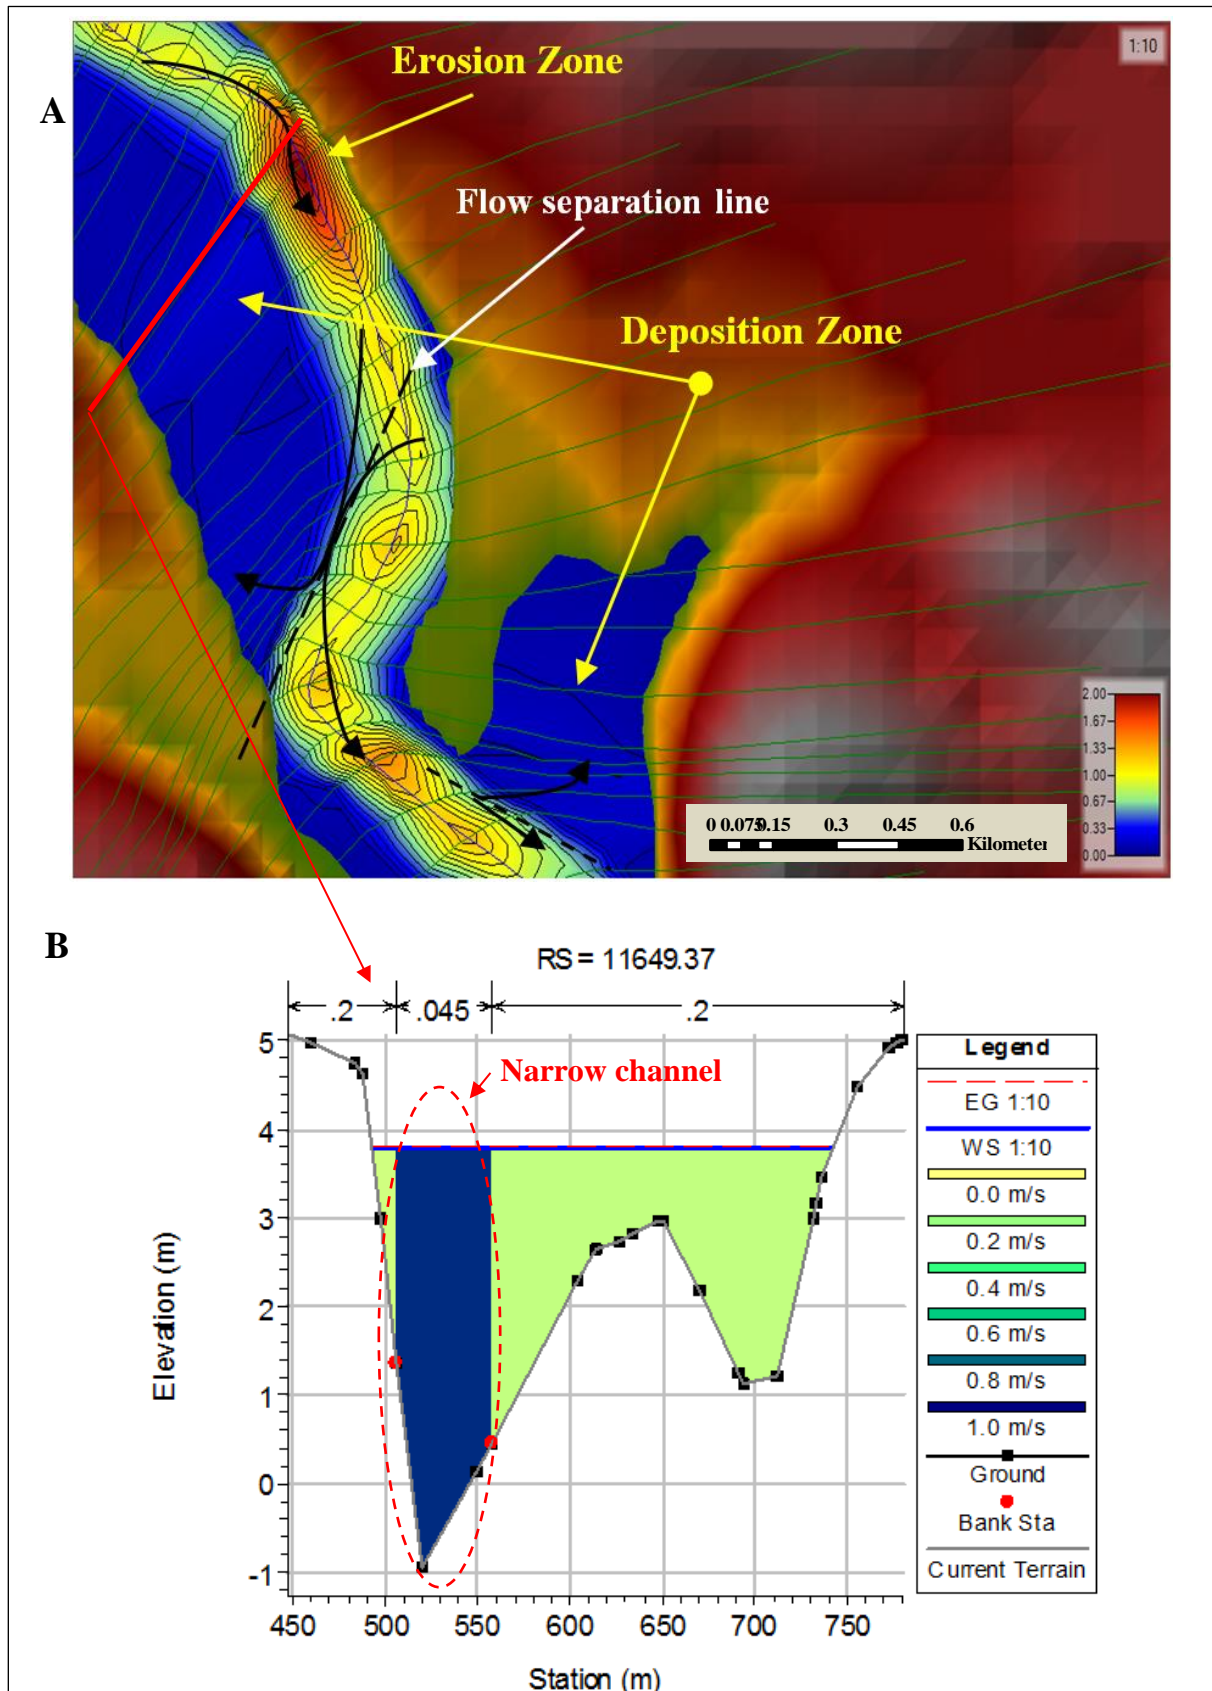 A
1:10
Erosion Zone
Flow separation line
Deposition Zone
2.00
1.67
1.33
1.00
0.67
0.33
0.00
0 0.075 0.15 0.3 0.45 0.6
Kilometer
B
RS = 11649.37
.2 .045 .2
Narrow channel
5
4
3
2
1
0
-1
Elevation (m)
450 500 550 600 650 700 750
Station (m)
Legend
EG 1:10
WS 1:10
0.0 m/s
0.2 m/s
0.4 m/s
0.6 m/s
0.8 m/s
1.0 m/s
Ground
Bank Sta
Current Terrain